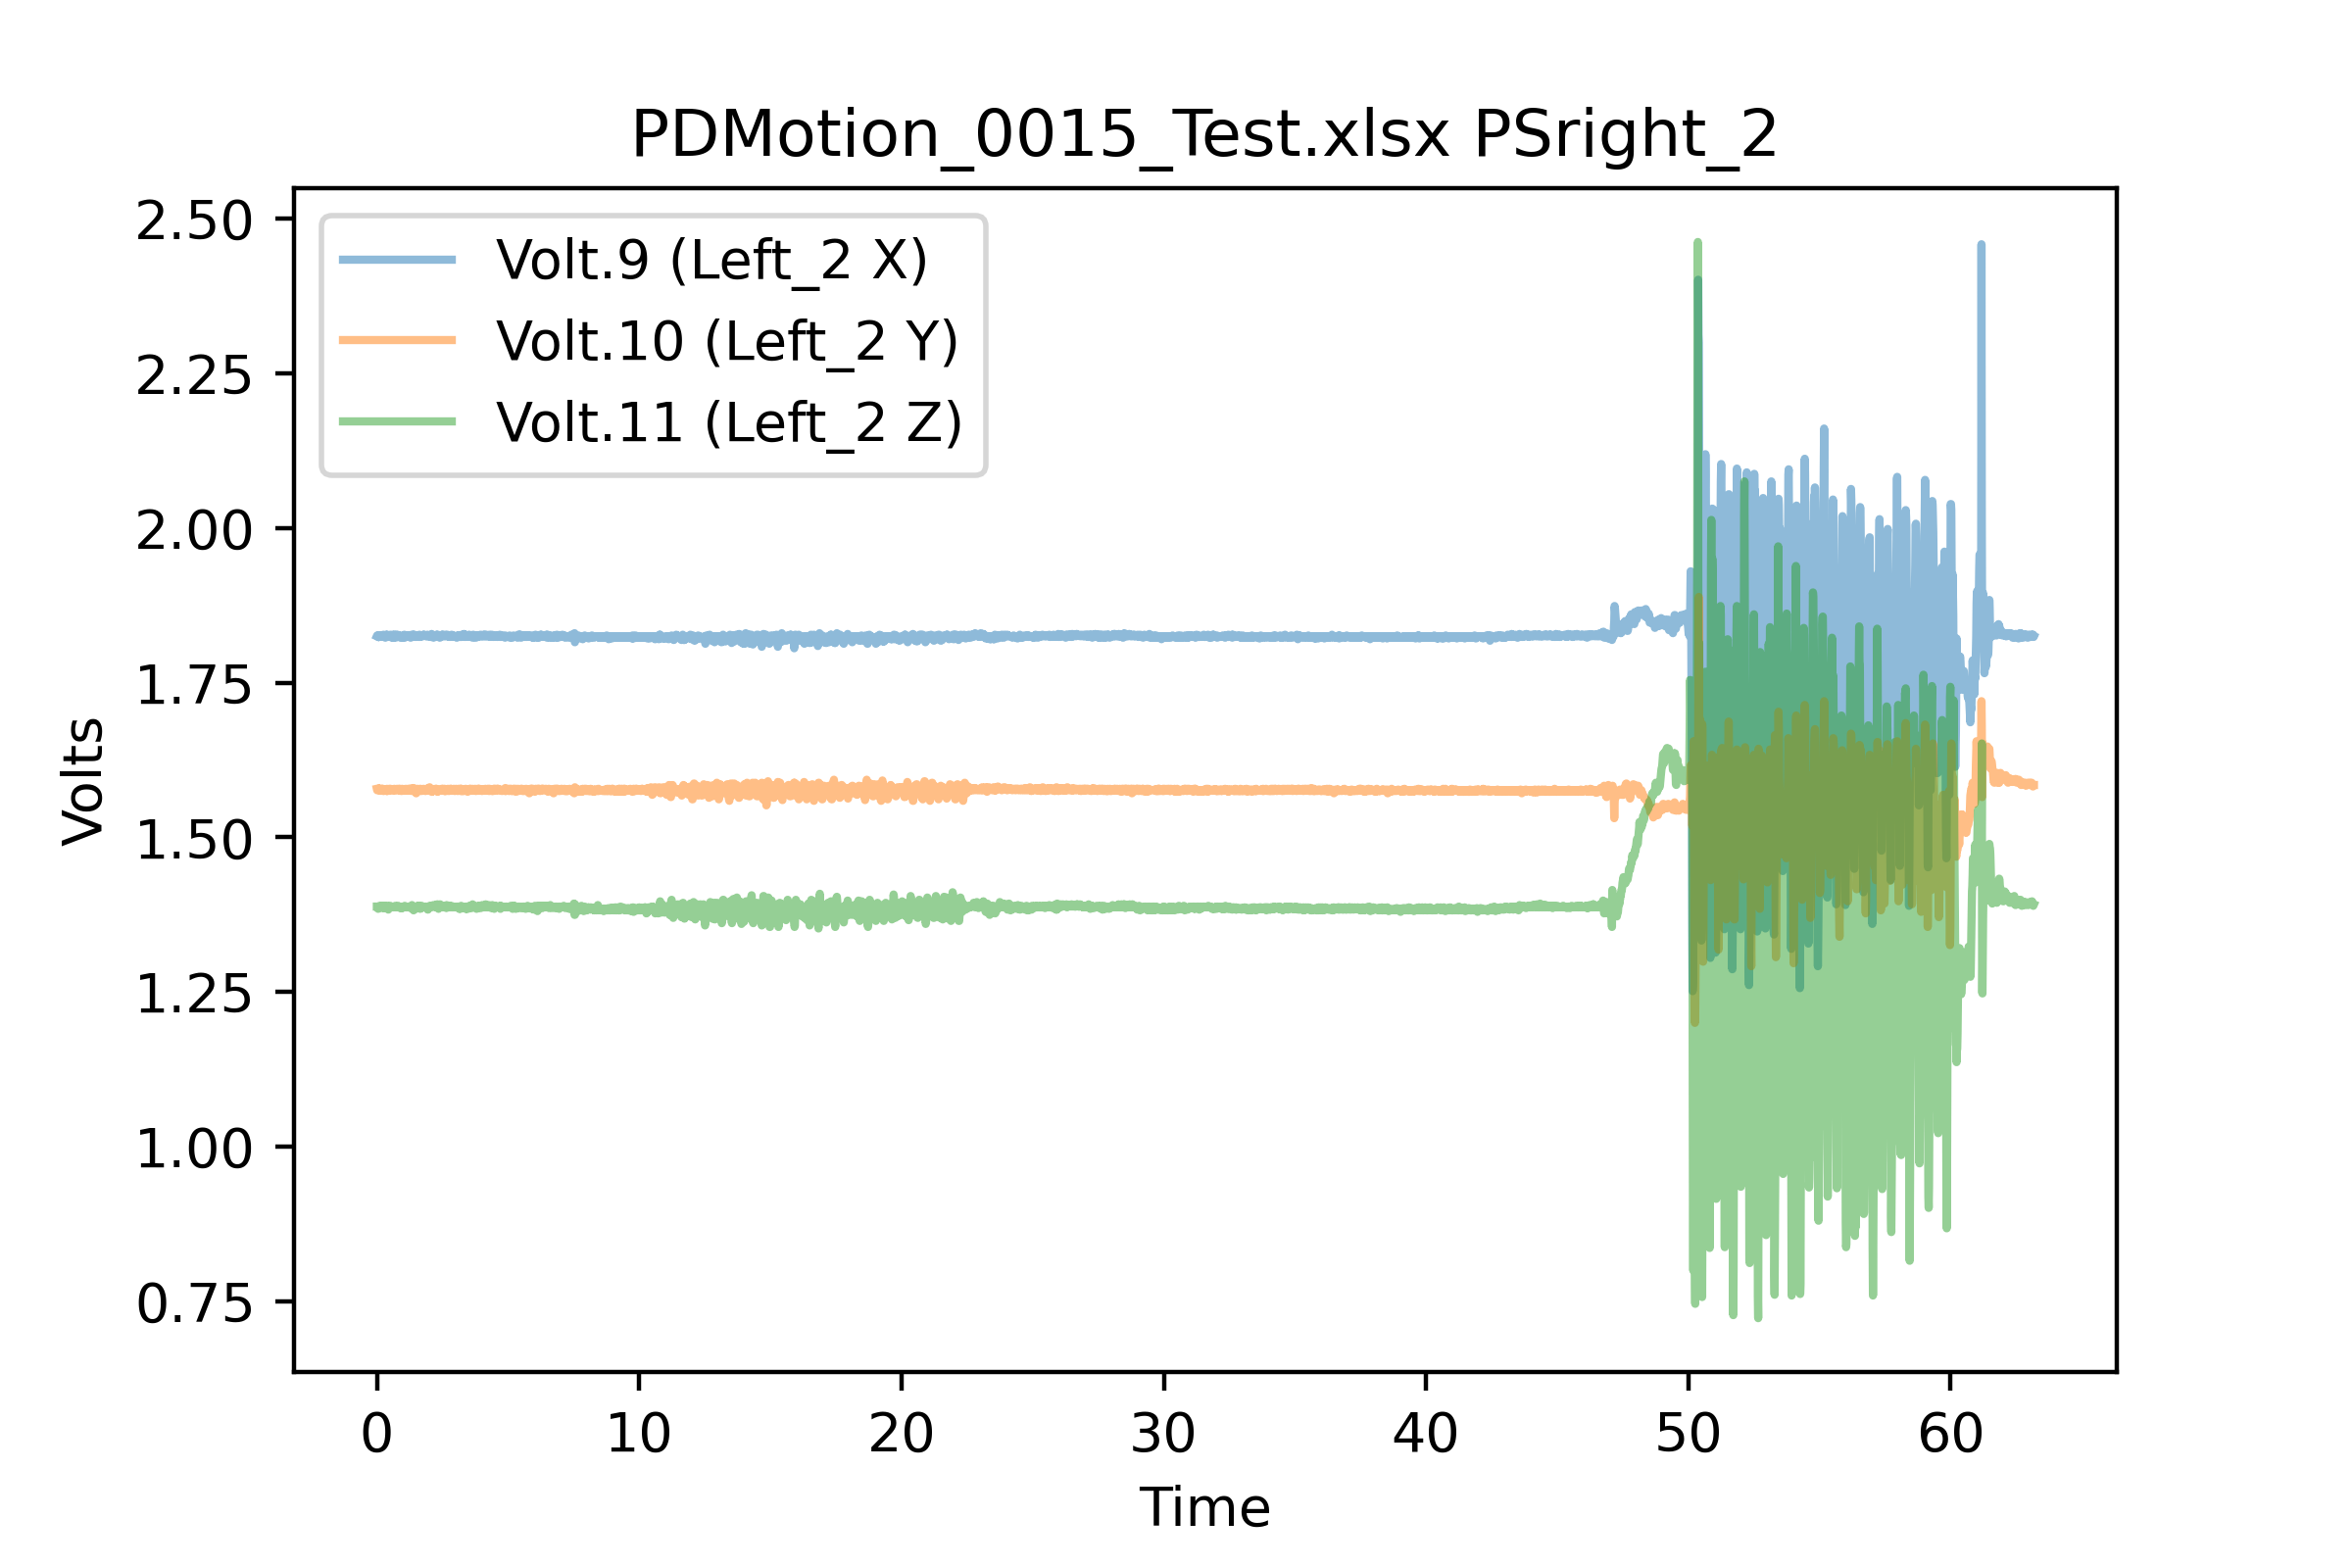 PDMotion_0015_Test.xlsx PSright_2
2.50
2.25
2.00
1.75
1.50
1.25
1.00
0.75
Volts
Volt.9 (Left_2 X)
Volt.10 (Left_2 Y)
Volt.11 (Left_2 Z)
0 10 20 30 40 50 60
Time